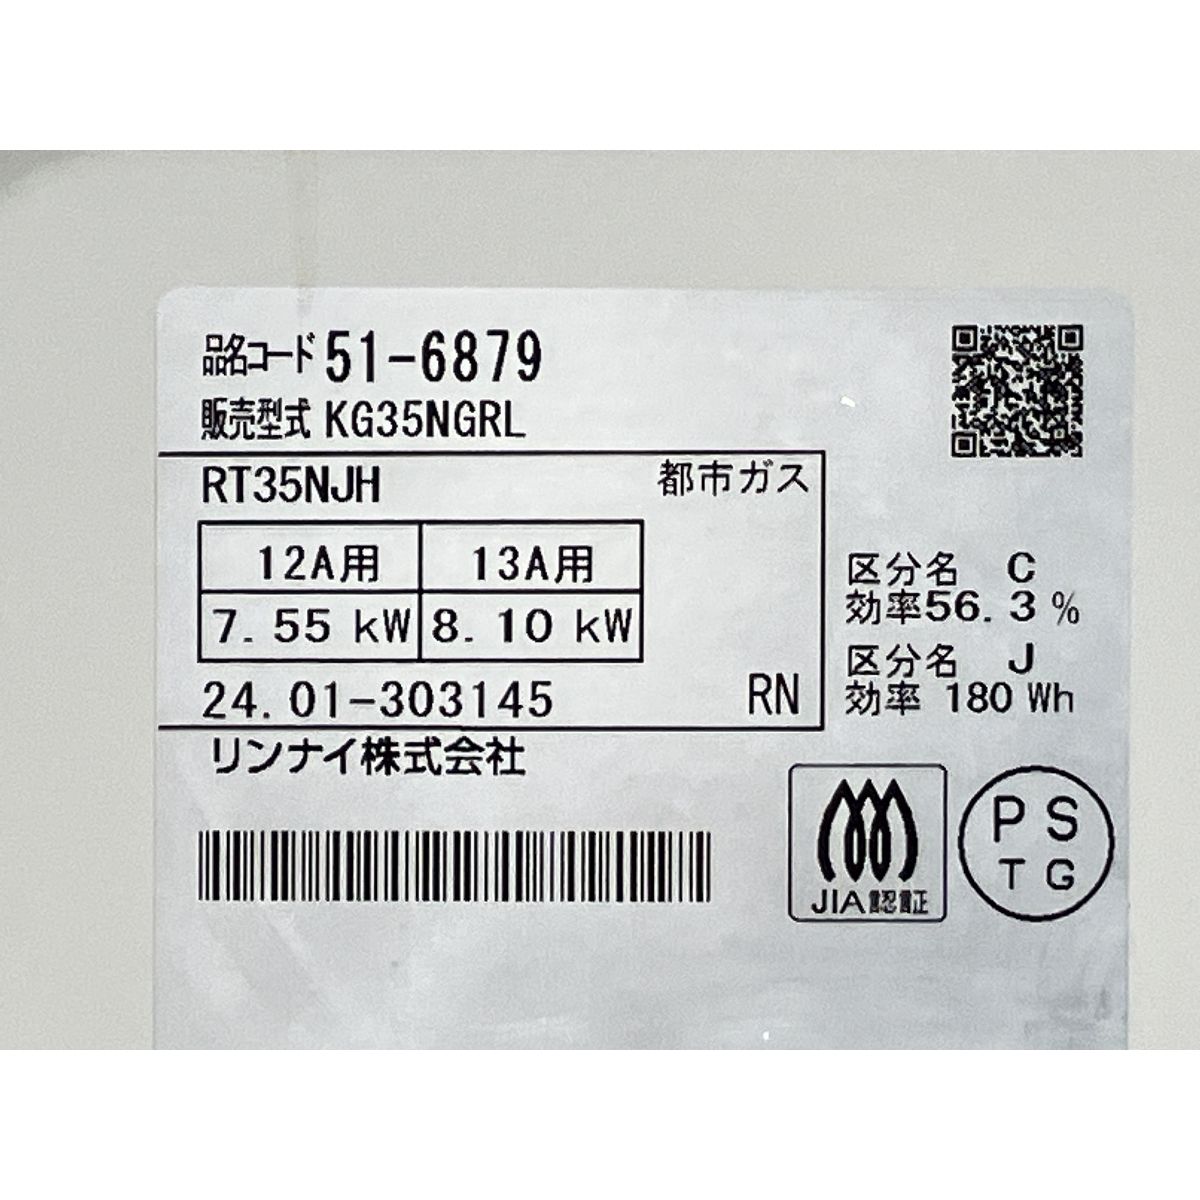 品名コード 51-6879
販売型式 KG35NGRL
RT35NJH 都市ガス
12A用 13A用
7.55 kW 8.10 kW
24.01-303145 RN
リンナイ株式会社
区分名 C
効率56.3 %
区分名 J
効率 180 Wh
JIA認証
PS
TG